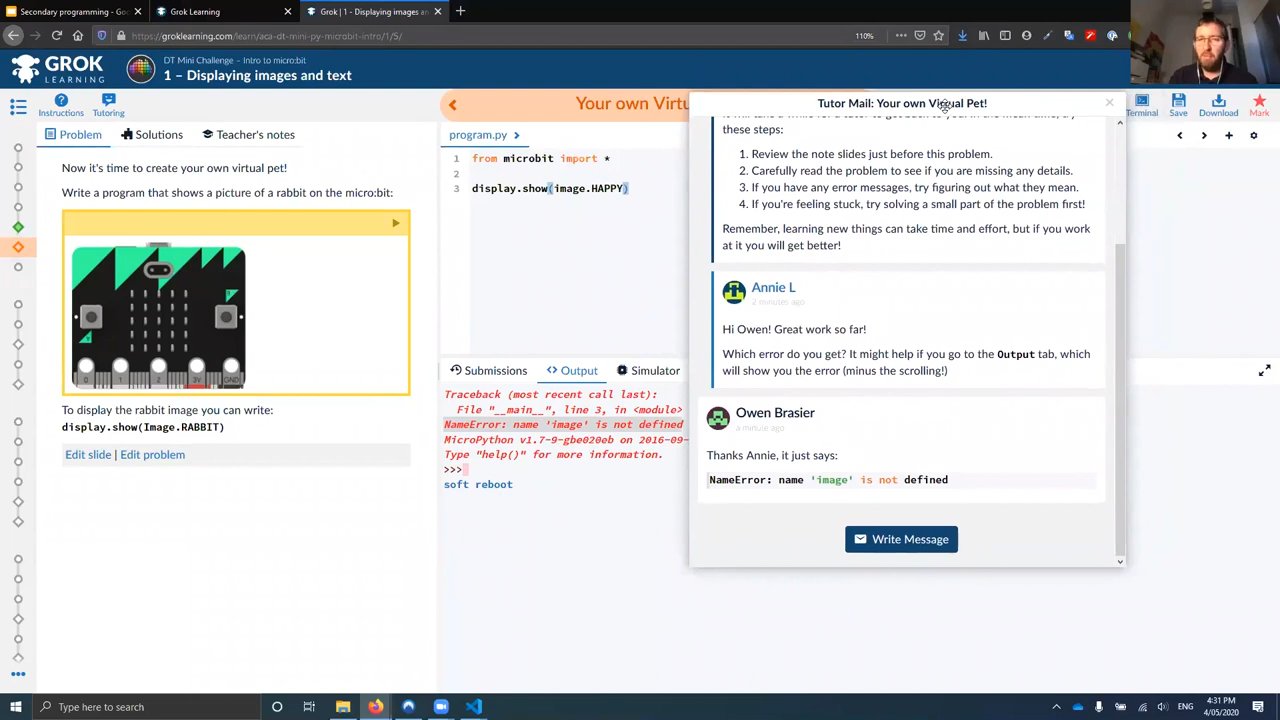 Secondary programming - Goo
Grok Learning
Grok | 1 - Displaying images an
https://groklearning.com/learn/aca-dt-mini-py-microbit-intro/1/5/
110%
GROK
LEARNING
DT Mini Challenge - Intro to micro:bit
1 – Displaying images and text
Instructions
Tutoring
Your own Virtu
Terminal
Save
Download
Mark
Problem
Solutions
Teacher's notes
program.py
Now it's time to create your own virtual pet!
Write a program that shows a picture of a rabbit on the micro:bit:
0 1 2 3V GND
To display the rabbit image you can write:
display.show(Image.RABBIT)
Edit slide | Edit problem
1 from microbit import *
2
3 display.show(image.HAPPY)
Submissions
Output
Simulator
Traceback (most recent call last):
File "__main__", line 3, in <module>
NameError: name 'image' is not defined
MicroPython v1.7-9-gbe020eb on 2016-09-
Type "help()" for more information.
>>>
soft reboot
Tutor Mail: Your own Virtual Pet!
these steps:
1. Review the note slides just before this problem.
2. Carefully read the problem to see if you are missing any details.
3. If you have any error messages, try figuring out what they mean.
4. If you're feeling stuck, try solving a small part of the problem first!
Remember, learning new things can take time and effort, but if you work
at it you will get better!
Annie L
2 minutes ago
Hi Owen! Great work so far!
Which error do you get? It might help if you go to the Output tab, which
will show you the error (minus the scrolling!)
Owen Brasier
a minute ago
Thanks Annie, it just says:
NameError: name 'image' is not defined
Write Message
Type here to search
ENG
4:31 PM
4/05/2020